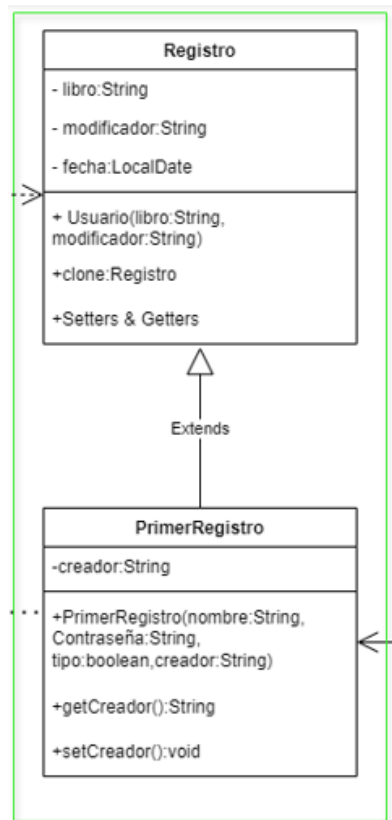 Registro
- libro:String
- modificador:String
- fecha:LocalDate
+ Usuario(libro:String,
modificador:String)
+clone:Registro
+Setters & Getters
Extends
PrimerRegistro
-creador:String
+PrimerRegistro(nombre:String,
Contraseña:String,
tipo:boolean,creador:String)
+getCreador():String
+setCreador():void